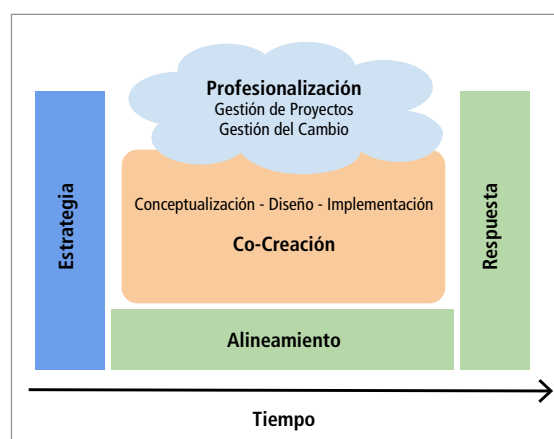 Profesionalización
Gestión de Proyectos
Gestión del Cambio
Estrategia
Conceptualización - Diseño - Implementación
Co-Creación
Respuesta
Alineamiento
Tiempo